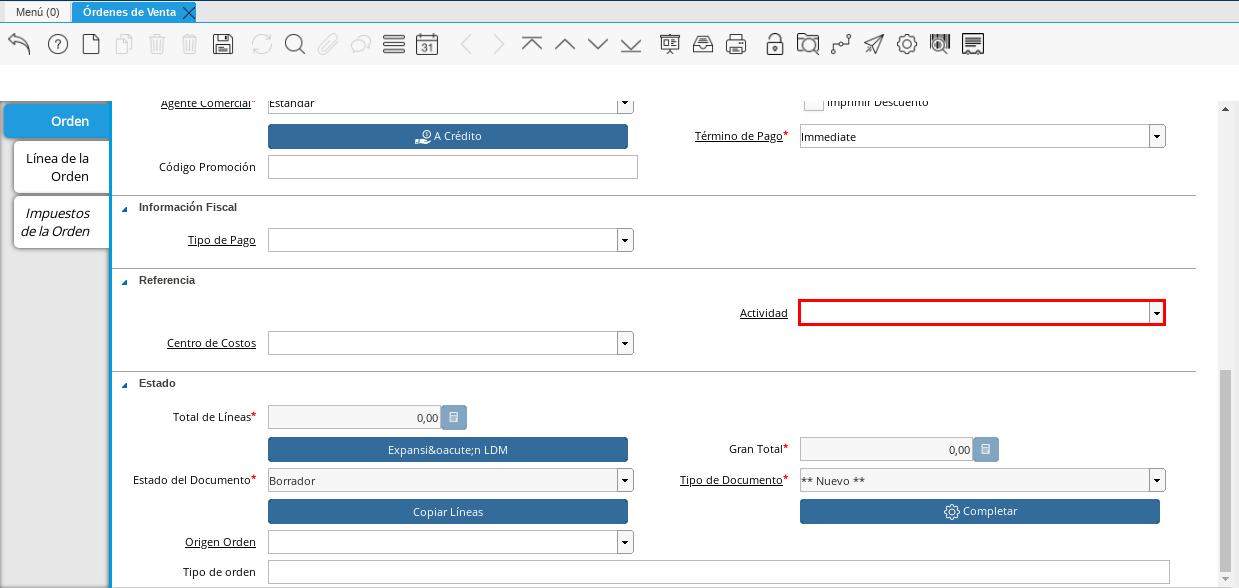 Menú (0)
Órdenes de Venta
31
Orden
Línea de la
Orden
Impuestos
de la Orden
Agente Comercial* Estándar
Imprimir Descuento
A Crédito
Término de Pago* Immediate
Código Promoción
Información Fiscal
Tipo de Pago
Referencia
Actividad
Centro de Costos
Estado
Total de Líneas* 0,00
Expansi&oacute;n LDM
Gran Total* 0,00
Estado del Documento* Borrador
Tipo de Documento* ** Nuevo **
Copiar Líneas
Completar
Origen Orden
Tipo de orden